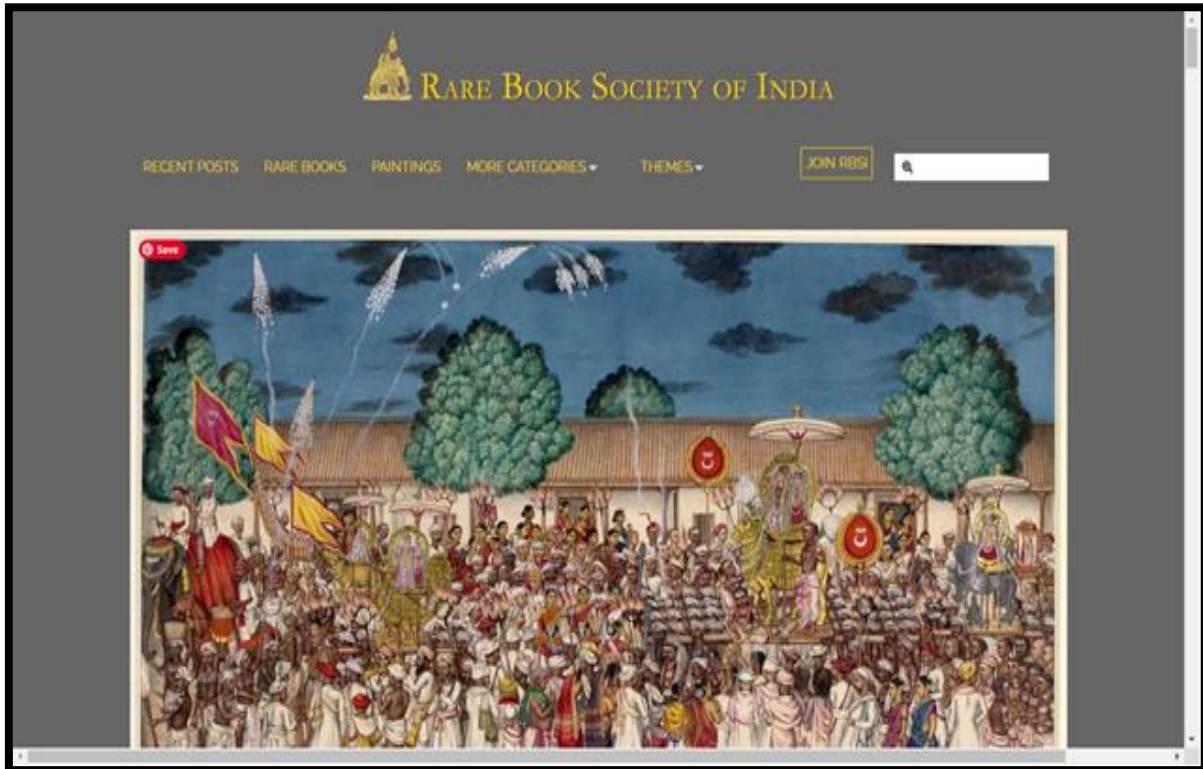 RARE BOOK SOCIETY OF INDIA
RECENT POSTS RARE BOOKS PAINTINGS MORE CATEGORIES THEMES JOIN RBSI
Save